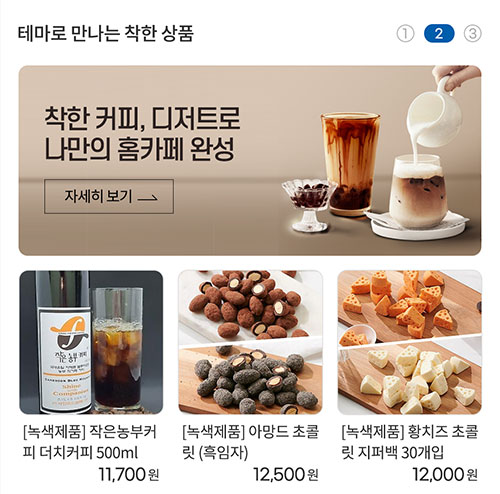 테마로 만나는 착한 상품
1 2 3
착한 커피, 디저트로
나만의 홈카페 완성
자세히 보기
작은
농부 커피
Shine
Companions
[녹색제품] 작은농부커
피 더치커피 500ml
11,700원
[녹색제품] 아망드 초콜
릿 (흑임자)
12,500원
[녹색제품] 황치즈 초콜
릿 지퍼백 30개입
12,000원